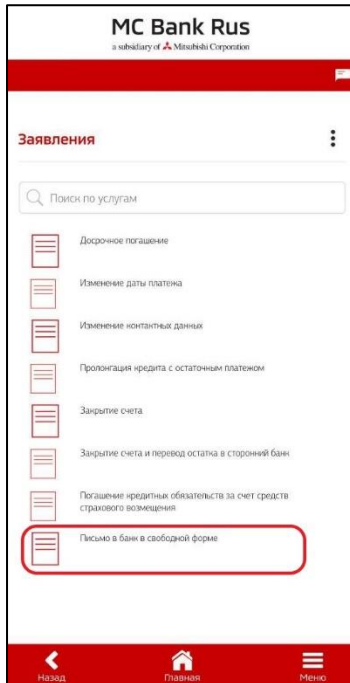 MC Bank Rus
a subsidiary of Mitsubishi Corporation
Заявления
Поиск по услугам
Досрочное погашение
Изменение даты платежа
Изменение контактных данных
Пролонгация кредита с остаточным платежом
Закрытие счета
Закрытие счета и перевод остатка в сторонний банк
Погашение кредитных обязательств за счет средств
страхового возмещения
Письмо в банк в свободной форме
Назад Главная Меню